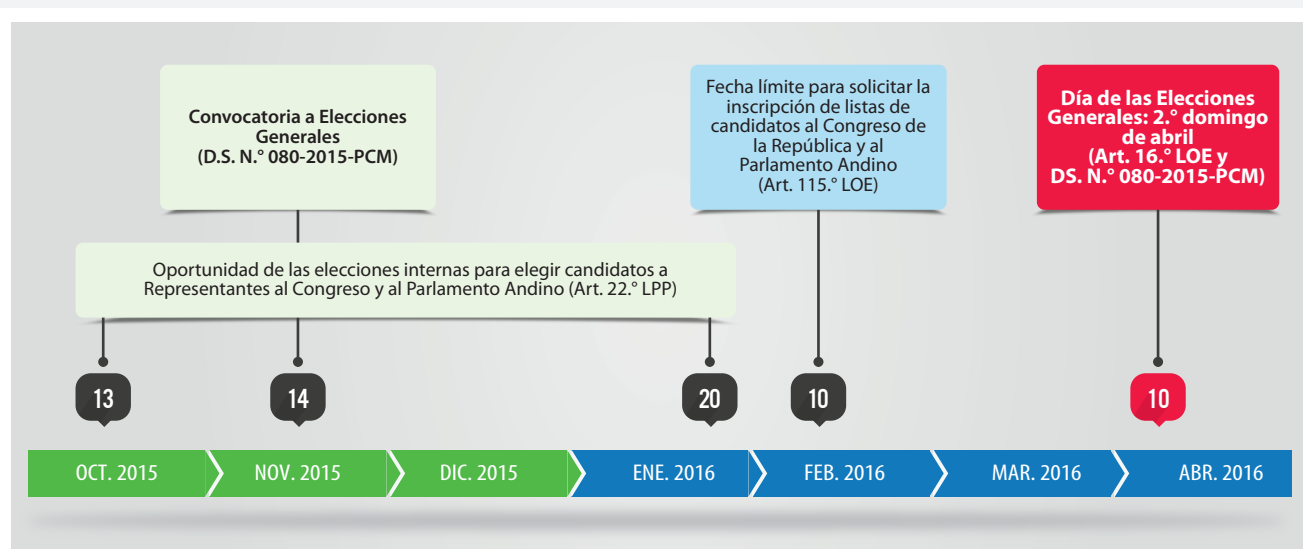 Convocatoria a Elecciones
Generales
(D.S. N.° 080-2015-PCM)
Fecha límite para solicitar la
inscripción de listas de
candidatos al Congreso de
la República y al
Parlamento Andino
(Art. 115.° LOE)
Día de las Elecciones
Generales: 2.° domingo
de abril
(Art. 16.° LOE y
DS. N.° 080-2015-PCM)
Oportunidad de las elecciones internas para elegir candidatos a
Representantes al Congreso y al Parlamento Andino (Art. 22.° LPP)
13
14
20
10
10
OCT. 2015
NOV. 2015
DIC. 2015
ENE. 2016
FEB. 2016
MAR. 2016
ABR. 2016